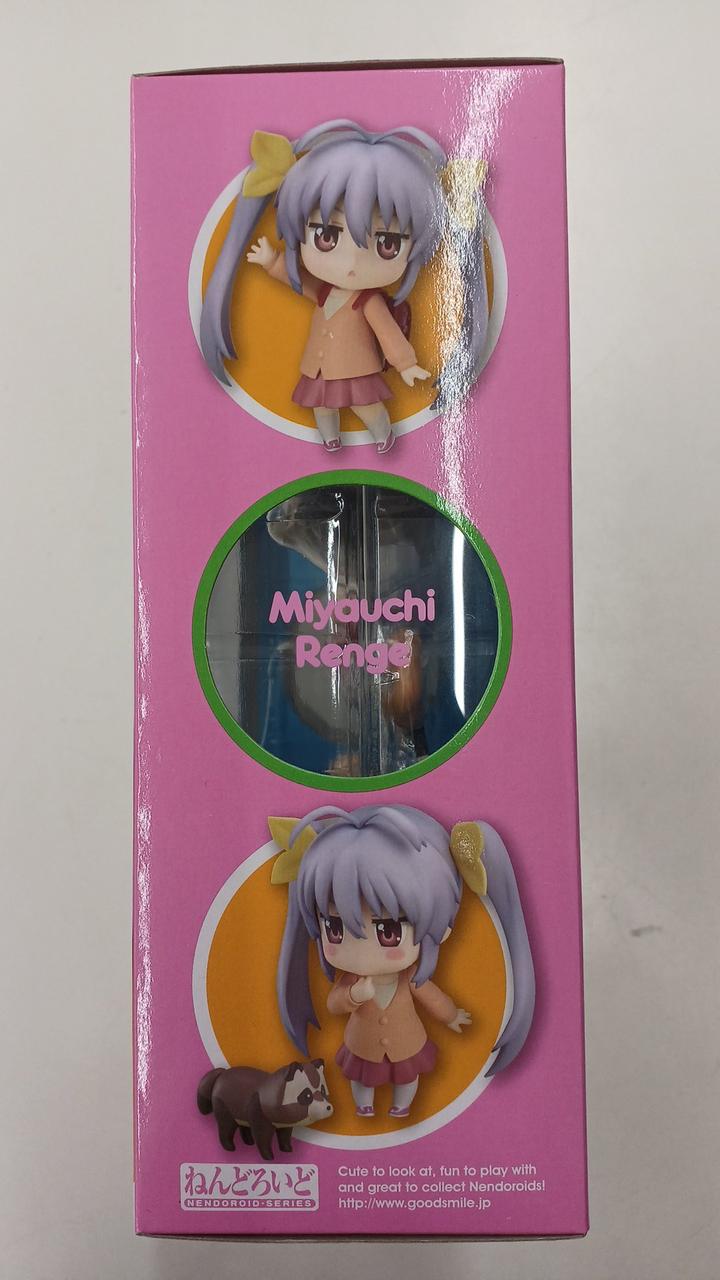 Miyauchi
Renge
ねんどろいど
NENDOROID•SERIES
Cute to look at, fun to play with
and great to collect Nendoroids!
http://www.goodsmile.jp